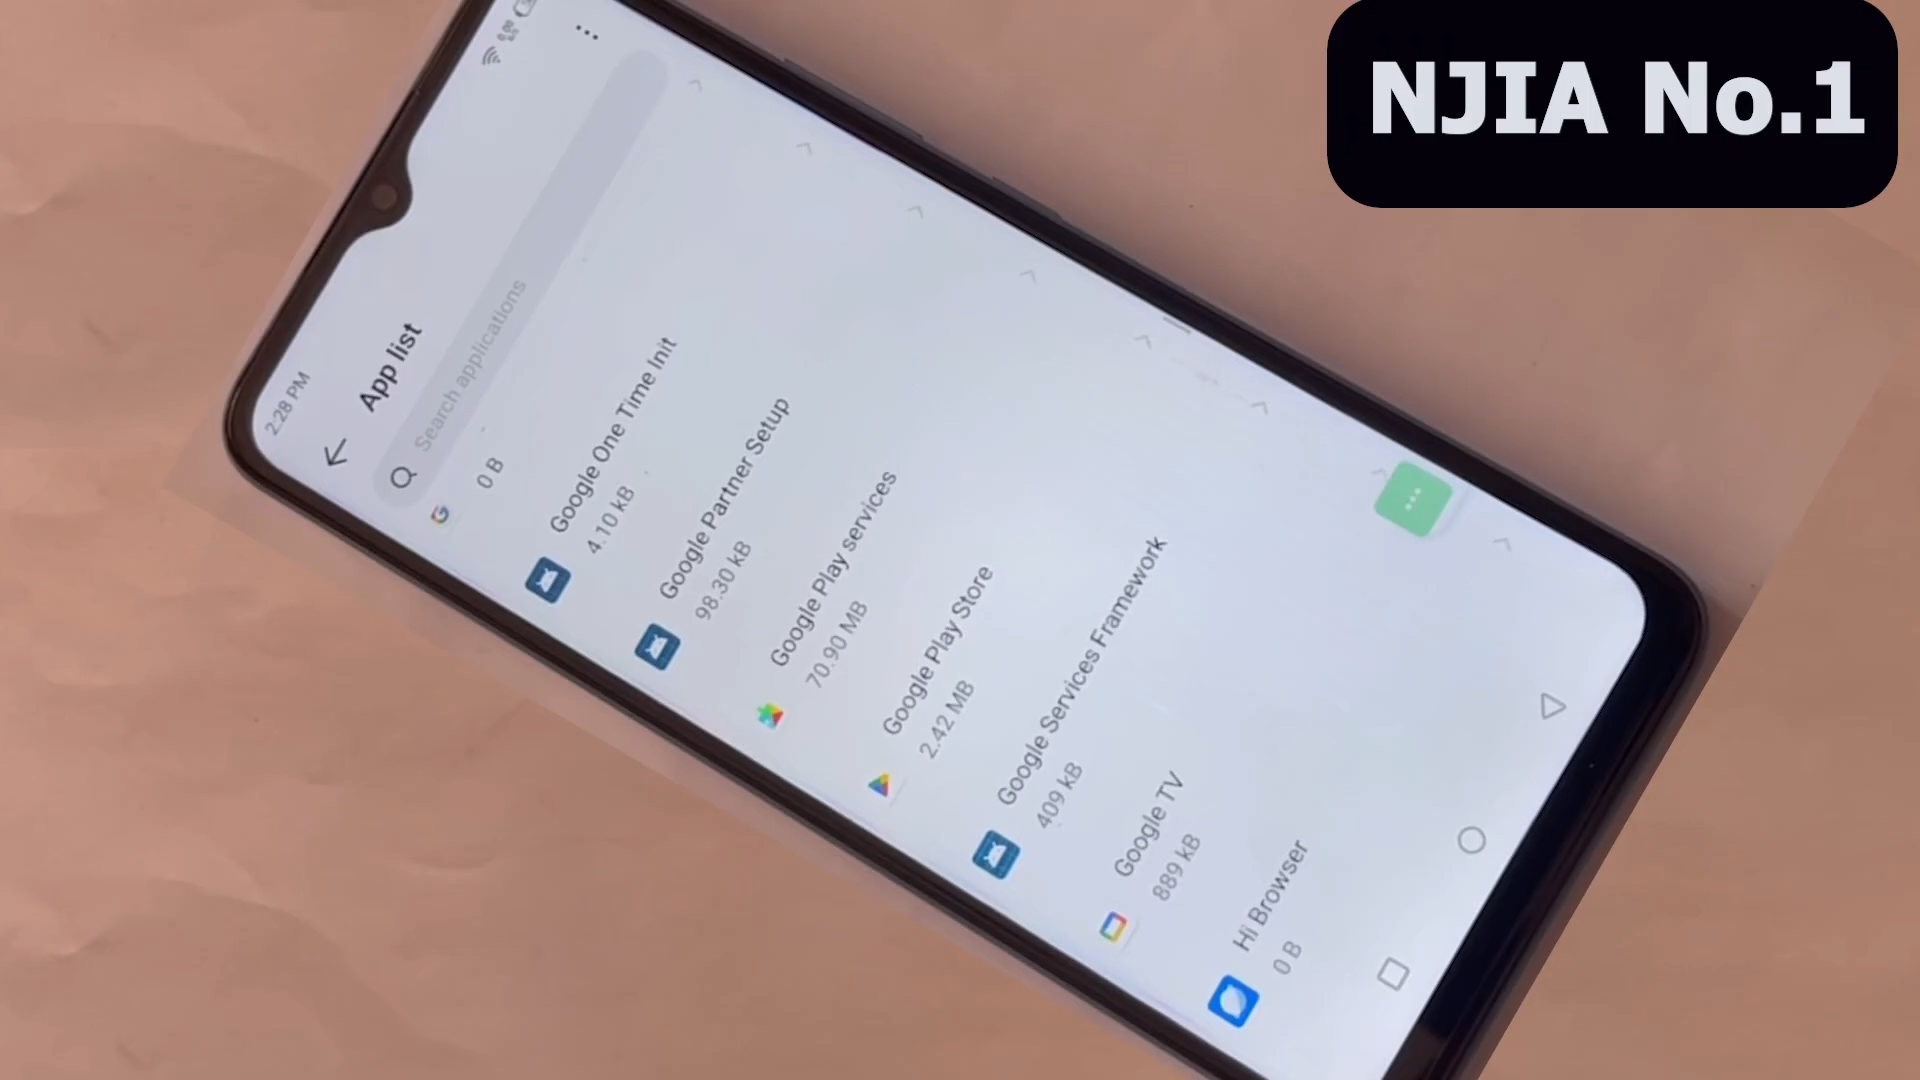 NJIA No.1
2:28 PM
App list
Search applications
0 B
Google One Time Init
4.10 kB
Google Partner Setup
98.30 kB
Google Play services
70.90 MB
Google Play Store
2.42 MB
Google Services Framework
409 kB
Google TV
889 kB
Hi Browser
0 B